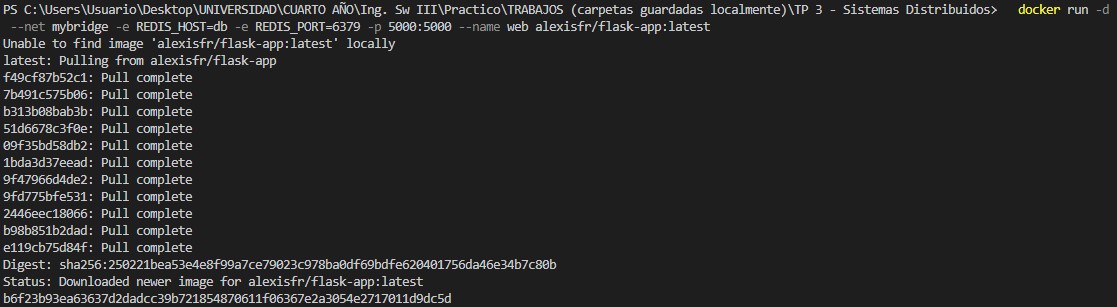 PS C:\Users\Usuario\Desktop\UNIVERSIDAD\CUARTO AÑO\Ing. Sw III\Practico\TRABAJOS (carpetas guardadas localmente)\TP 3 - Sistemas Distribuidos> docker run -d
--net mybridge -e REDIS_HOST=db -e REDIS_PORT=6379 -p 5000:5000 --name web alexisfr/flask-app:latest
Unable to find image 'alexisfr/flask-app:latest' locally
latest: Pulling from alexisfr/flask-app
f49cf87b52c1: Pull complete
7b491c575b06: Pull complete
b313b08bab3b: Pull complete
51d6678c3f0e: Pull complete
09f35bd58db2: Pull complete
1bda3d37eead: Pull complete
9f47966d4de2: Pull complete
9fd775bfe531: Pull complete
2446eec18066: Pull complete
b98b851b2dad: Pull complete
e119cb75d84f: Pull complete
Digest: sha256:250221bea53e4e8f99a7ce79023c978ba0df69bdfe620401756da46e34b7c80b
Status: Downloaded newer image for alexisfr/flask-app:latest
b6f23b93ea63637d2dadcc39b721854870611f06367e2a3054e2717011d9dc5d